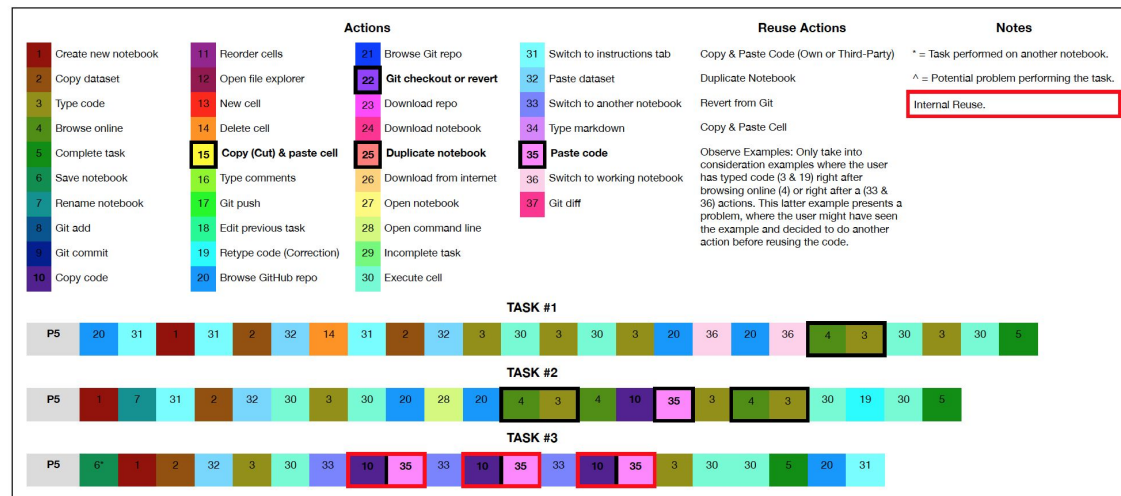 Actions
Reuse Actions
Notes
1 Create new notebook
2 Copy dataset
3 Type code
4 Browse online
5 Complete task
6 Save notebook
7 Rename notebook
8 Git add
9 Git commit
10 Copy code
11 Reorder cells
12 Open file explorer
13 New cell
14 Delete cell
15 Copy (Cut) & paste cell
16 Type comments
17 Git push
18 Edit previous task
19 Retype code (Correction)
20 Browse GitHub repo
21 Browse Git repo
22 Git checkout or revert
23 Download repo
24 Download notebook
25 Duplicate notebook
26 Download from internet
27 Open notebook
28 Open command line
29 Incomplete task
30 Execute cell
31 Switch to instructions tab
32 Paste dataset
33 Switch to another notebook
34 Type markdown
35 Paste code
36 Switch to working notebook
37 Git diff
Copy & Paste Code (Own or Third-Party)
Duplicate Notebook
Revert from Git
Copy & Paste Cell
Observe Examples: Only take into
consideration examples where the user
has typed code (3 & 19) right after
browsing online (4) or right after a (33 &
36) actions. This latter example presents a
problem, where the user might have seen
the example and decided to do another
action before reusing the code.
* = Task performed on another notebook.
^ = Potential problem performing the task.
Internal Reuse.
TASK #1
P5 20 31 1 31 2 32 14 31 2 32 3 30 3 30 3 20 36 20 36 4 3 30 3 30 5
TASK #2
P5 1 7 31 2 32 30 3 30 20 28 20 4 3 4 10 35 3 4 3 30 19 30 5
TASK #3
P5 6* 1 2 32 3 30 33 10 35 33 10 35 33 10 35 3 30 30 5 20 31